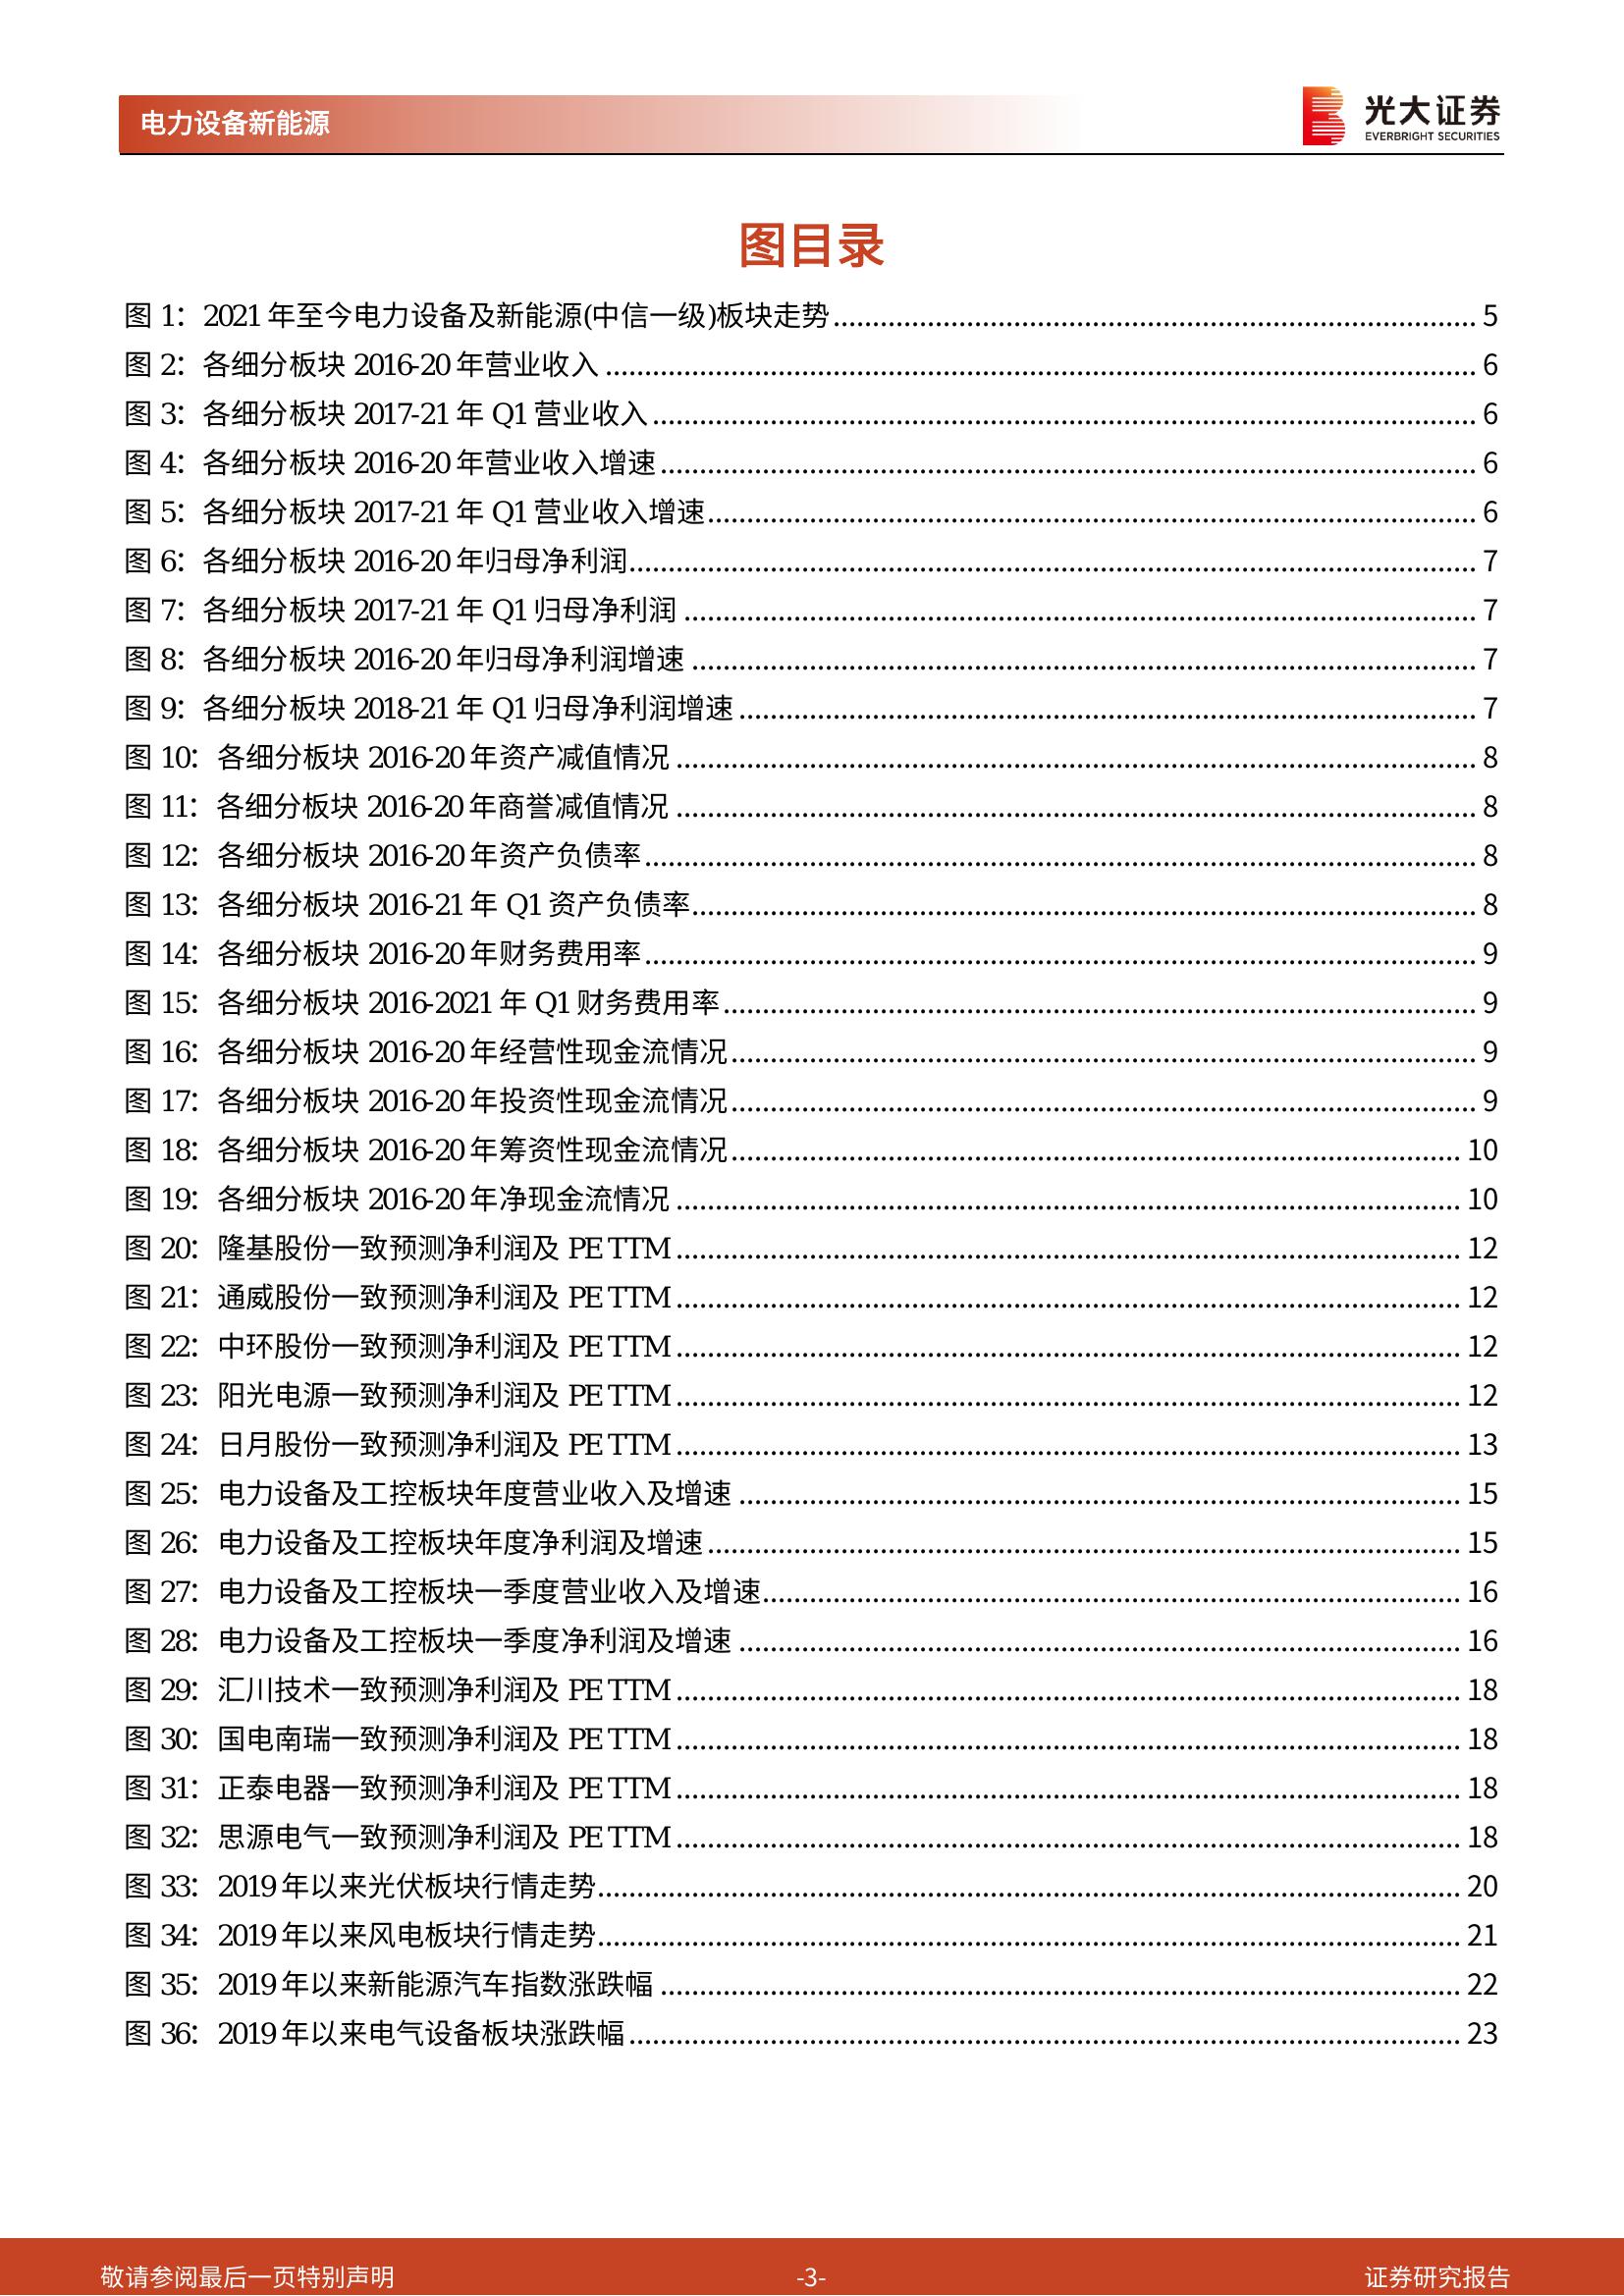 电力设备新能源
光大证券
EVERBRIGHT SECURITIES
图目录
图 1：2021 年至今电力设备及新能源(中信一级)板块走势 5
图 2：各细分板块 2016-20 年营业收入 6
图 3：各细分板块 2017-21 年 Q1 营业收入 6
图 4：各细分板块 2016-20 年营业收入增速 6
图 5：各细分板块 2017-21 年 Q1 营业收入增速 6
图 6：各细分板块 2016-20 年归母净利润 7
图 7：各细分板块 2017-21 年 Q1 归母净利润 7
图 8：各细分板块 2016-20 年归母净利润增速 7
图 9：各细分板块 2018-21 年 Q1 归母净利润增速 7
图 10：各细分板块 2016-20 年资产减值情况 8
图 11：各细分板块 2016-20 年商誉减值情况 8
图 12：各细分板块 2016-20 年资产负债率 8
图 13：各细分板块 2016-21 年 Q1 资产负债率 8
图 14：各细分板块 2016-20 年财务费用率 9
图 15：各细分板块 2016-2021 年 Q1 财务费用率 9
图 16：各细分板块 2016-20 年经营性现金流情况 9
图 17：各细分板块 2016-20 年投资性现金流情况 9
图 18：各细分板块 2016-20 年筹资性现金流情况 10
图 19：各细分板块 2016-20 年净现金流情况 10
图 20：隆基股份一致预测净利润及 PE TTM 12
图 21：通威股份一致预测净利润及 PE TTM 12
图 22：中环股份一致预测净利润及 PE TTM 12
图 23：阳光电源一致预测净利润及 PE TTM 12
图 24：日月股份一致预测净利润及 PE TTM 13
图 25：电力设备及工控板块年度营业收入及增速 15
图 26：电力设备及工控板块年度净利润及增速 15
图 27：电力设备及工控板块一季度营业收入及增速 16
图 28：电力设备及工控板块一季度净利润及增速 16
图 29：汇川技术一致预测净利润及 PE TTM 18
图 30：国电南瑞一致预测净利润及 PE TTM 18
图 31：正泰电器一致预测净利润及 PE TTM 18
图 32：思源电气一致预测净利润及 PE TTM 18
图 33：2019 年以来光伏板块行情走势 20
图 34：2019 年以来风电板块行情走势 21
图 35：2019 年以来新能源汽车指数涨跌幅 22
图 36：2019 年以来电气设备板块涨跌幅 23
敬请参阅最后一页特别声明 -3- 证券研究报告